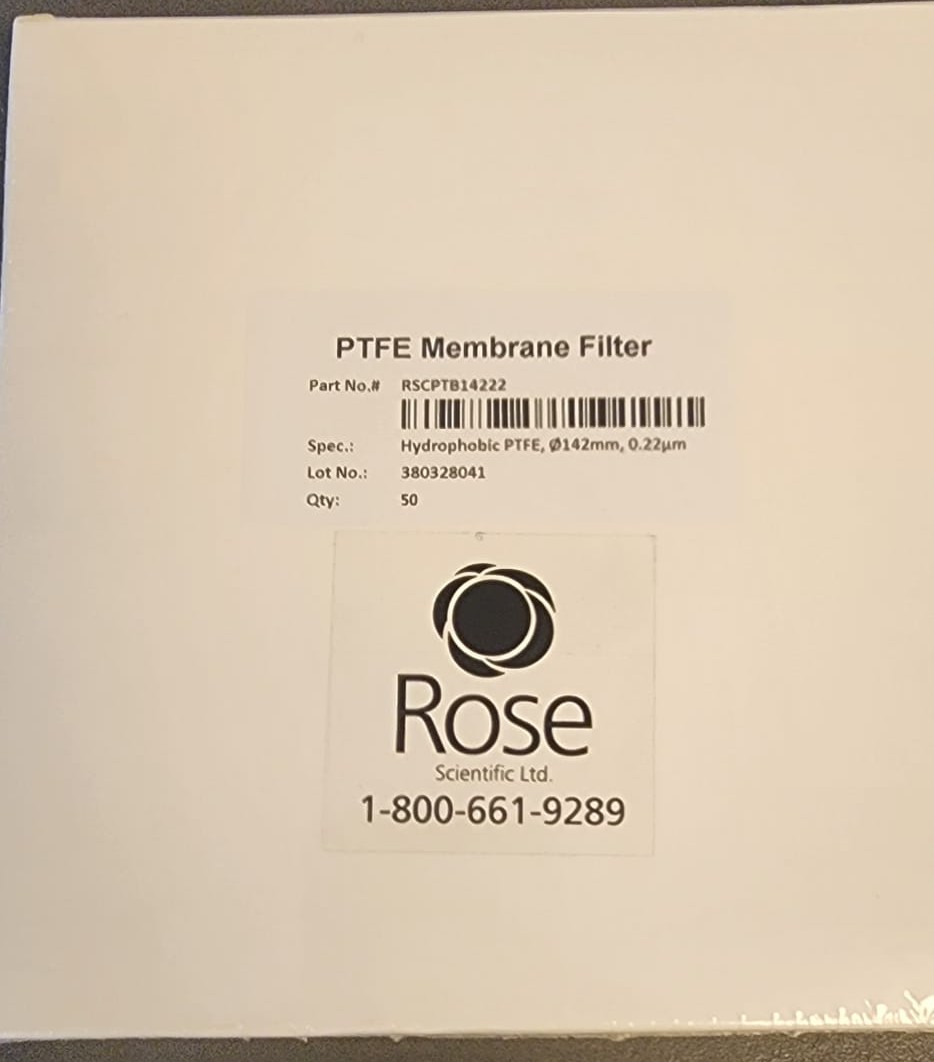 PTFE Membrane Filter
Part No.# RSCPTB14222
Spec.: Hydrophobic PTFE, Ø142mm, 0.22µm
Lot No.: 380328041
Qty: 50
Rose
Scientific Ltd.
1-800-661-9289